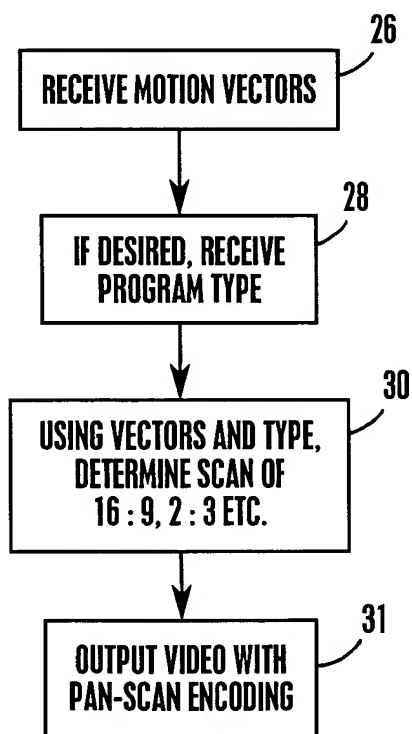 26
RECEIVE MOTION VECTORS
28
IF DESIRED, RECEIVE
PROGRAM TYPE
30
USING VECTORS AND TYPE,
DETERMINE SCAN OF
16 : 9, 2 : 3 ETC.
31
OUTPUT VIDEO WITH
PAN-SCAN ENCODING